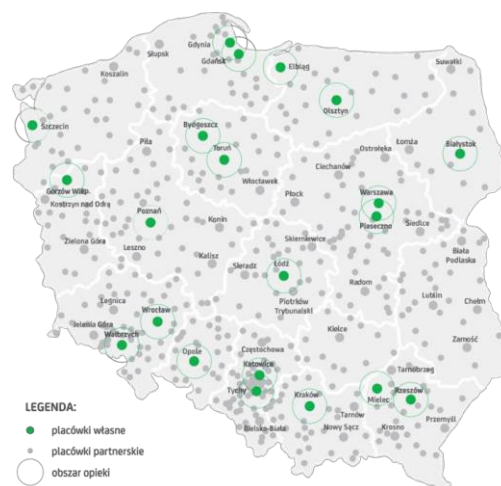 Gdynia
Słupsk
Gdańsk
Elbląg
Suwałki
Koszalin
Olsztyn
Szczecin
Bydgoszcz
Toruń
Piła
Ostrołęka
Łomża
Białystok
Ciechanów
Gorzów Wlkp.
Włocławek
Płock
Warszawa
Kostrzyn nad Odrą
Poznań
Konin
Piaseczno
Siedlce
Zielona Góra
Leszno
Skierniewice
Biała
Podlaska
Kalisz
Sieradz
Łódź
Radom
Piotrków
Trybunalski
Lublin
Chełm
Legnica
Wrocław
Jelenia Góra
Wałbrzych
Kielce
Zamość
Opole
Częstochowa
Katowice
Tarnobrzeg
Tychy
Kraków
Mielec
Rzeszów
Tarnów
Przemyśl
Bielsko-Biała
Nowy Sącz
Krosno
LEGENDA:
placówki własne
placówki partnerskie
obszar opieki